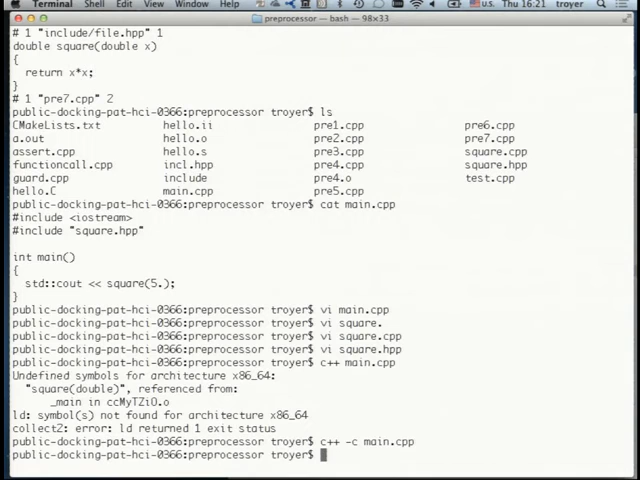 Terminal Shell Edit View Window Help U.S. Thu 16:21 troyer
preprocessor — bash — 98×33
# 1 "include/file.hpp" 1
double square(double x)
{
return x*x;
}
# 1 "pre7.cpp" 2
public-docking-pat-hci-0366:preprocessor troyer$ ls
CMakeLists.txt hello.ii pre1.cpp pre6.cpp
a.out hello.o pre2.cpp pre7.cpp
assert.cpp hello.s pre3.cpp square.cpp
functioncall.cpp incl.hpp pre4.cpp square.hpp
guard.cpp include pre4.o test.cpp
hello.C main.cpp pre5.cpp
public-docking-pat-hci-0366:preprocessor troyer$ cat main.cpp
#include <iostream>
#include "square.hpp"
int main()
{
std::cout << square(5.);
}
public-docking-pat-hci-0366:preprocessor troyer$ vi main.cpp
public-docking-pat-hci-0366:preprocessor troyer$ vi square.
public-docking-pat-hci-0366:preprocessor troyer$ vi square.cpp
public-docking-pat-hci-0366:preprocessor troyer$ vi square.hpp
public-docking-pat-hci-0366:preprocessor troyer$ c++ main.cpp
Undefined symbols for architecture x86_64:
"square(double)", referenced from:
_main in ccMyTZiO.o
ld: symbol(s) not found for architecture x86_64
collect2: error: ld returned 1 exit status
public-docking-pat-hci-0366:preprocessor troyer$ c++ -c main.cpp
public-docking-pat-hci-0366:preprocessor troyer$